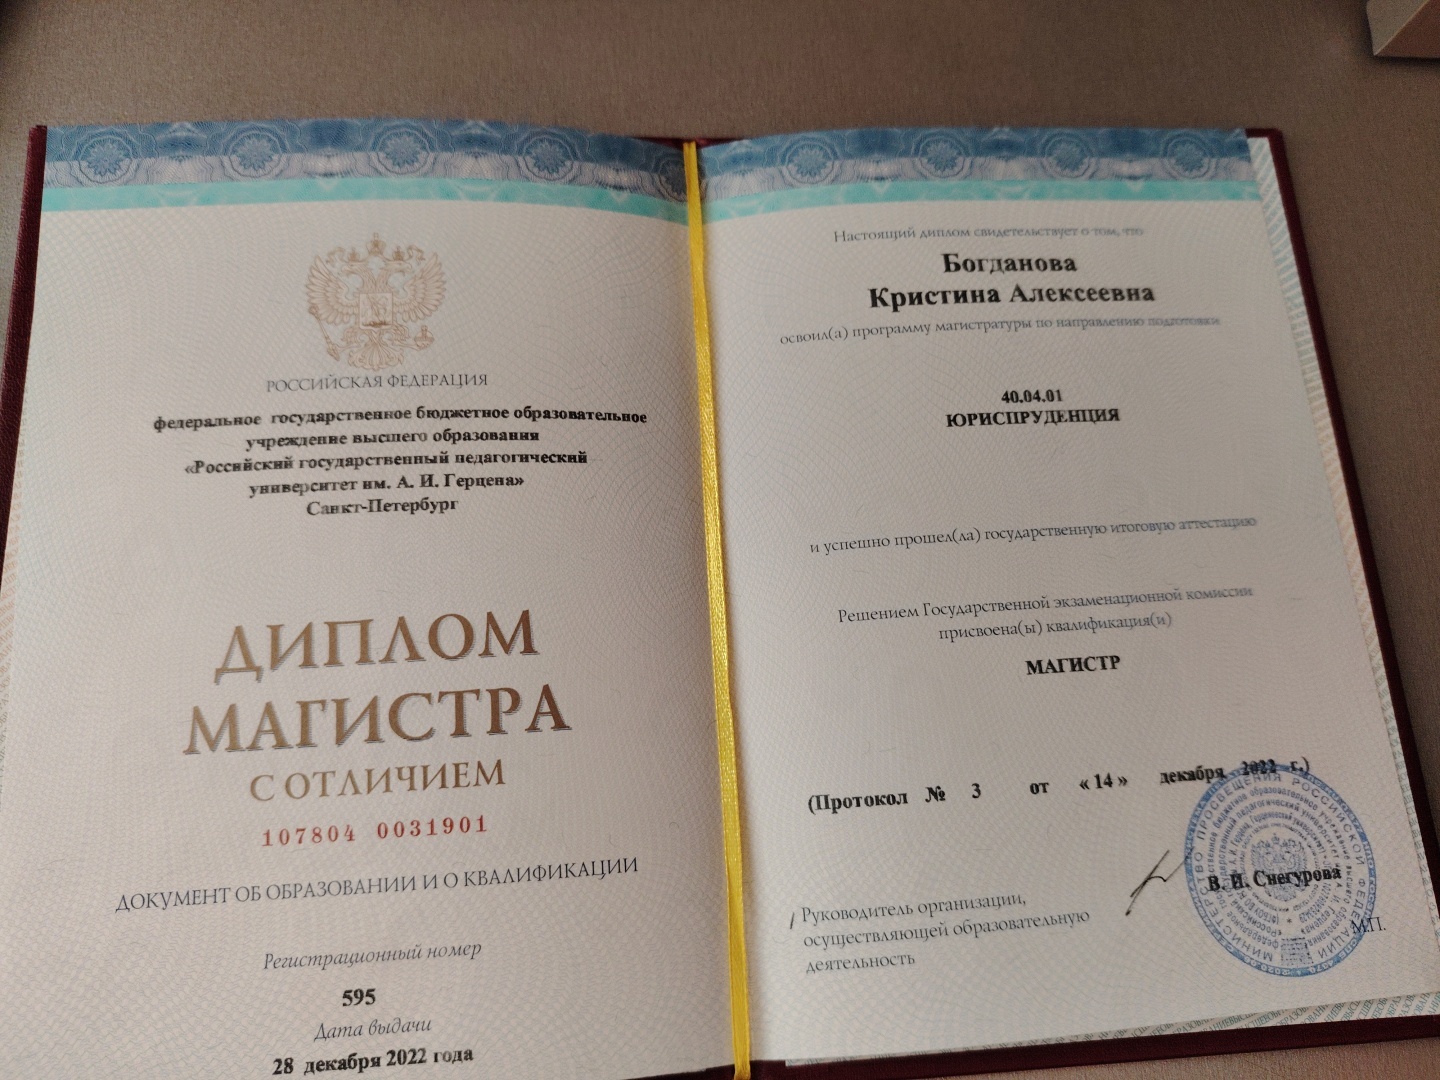 РОССИЙСКАЯ ФЕДЕРАЦИЯ
федеральное государственное бюджетное образовательное
учреждение высшего образования
«Российский государственный педагогический
университет им. А. И. Герцена»
Санкт-Петербург
ДИПЛОМ
МАГИСТРА
С ОТЛИЧИЕМ
107804 0031901
ДОКУМЕНТ ОБ ОБРАЗОВАНИИ И О КВАЛИФИКАЦИИ
Регистрационный номер
595
Дата выдачи
28 декабря 2022 года
Настоящий диплом свидетельствует о том, что
Богданова
Кристина Алексеевна
освоил(а) программу магистратуры по направлению подготовки
40.04.01
ЮРИСПРУДЕНЦИЯ
и успешно прошел(ла) государственную итоговую аттестацию
Решением Государственной экзаменационной комиссии
присвоена(ы) квалификация(и)
МАГИСТР
(Протокол № 3 от «14» декабря 2022 г.)
Руководитель организации,
осуществляющей образовательную
деятельность
В. И. Снегурова
М.П.
МИНИСТЕРСТВО ПРОСВЕЩЕНИЯ РОССИЙСКОЙ ФЕДЕРАЦИИ